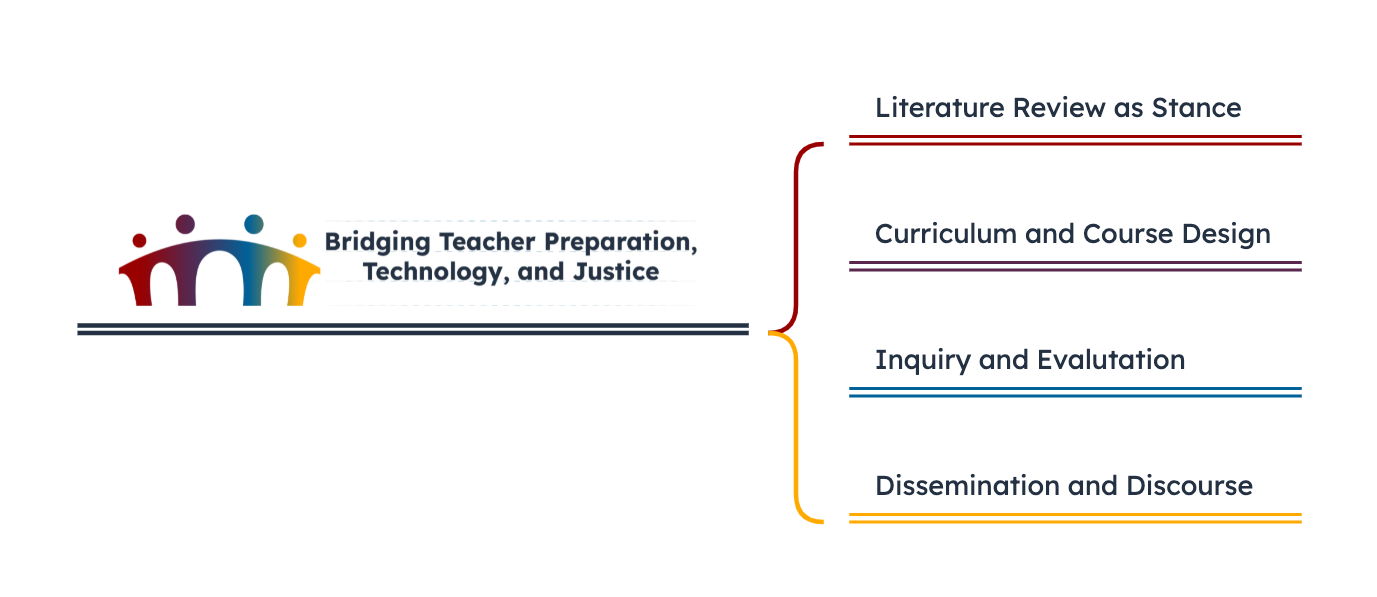 Bridging Teacher Preparation,
Technology, and Justice
Literature Review as Stance
Curriculum and Course Design
Inquiry and Evalutation
Dissemination and Discourse